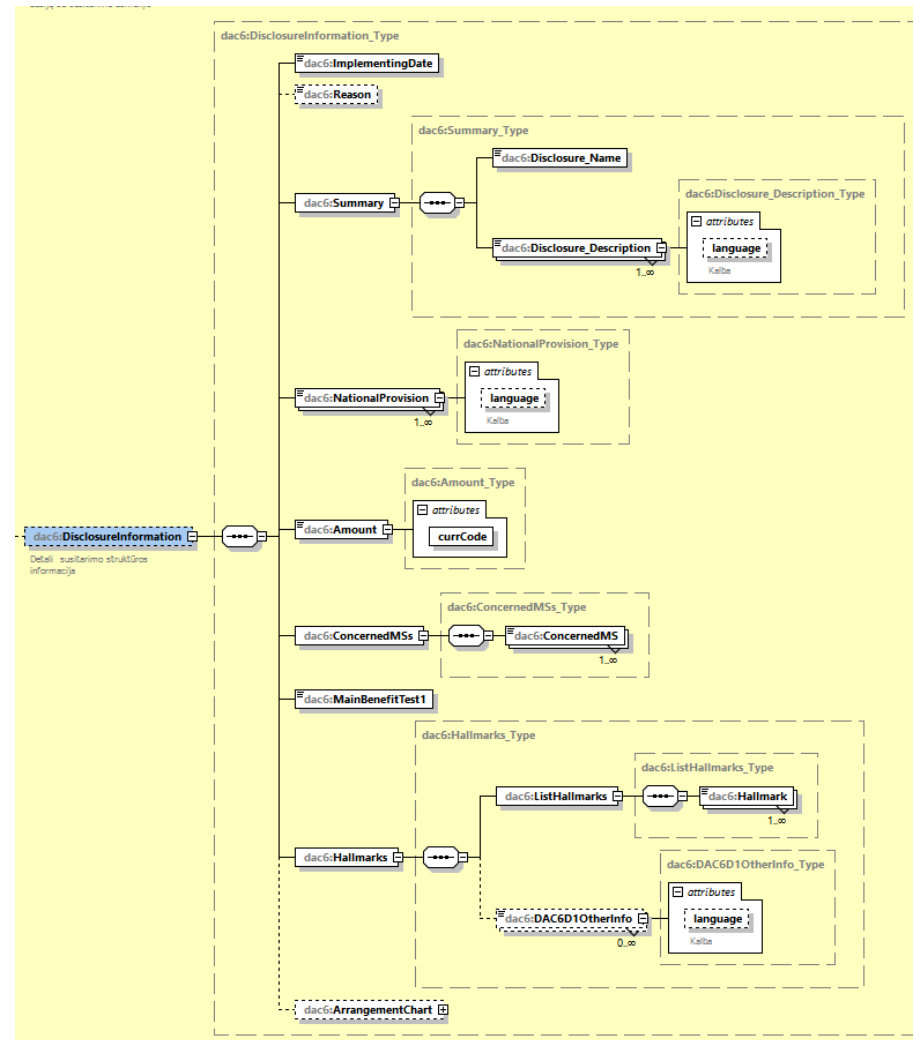 dac6:DisclosureInformation_Type
dac6:ImplementingDate
dac6:Reason
dac6:Summary_Type
dac6:Disclosure_Name
dac6:Summary
dac6:Disclosure_Description_Type
attributes
language
Kalba
dac6:Disclosure_Description
1..∞
dac6:NationalProvision_Type
attributes
language
Kalba
dac6:NationalProvision
1..∞
dac6:Amount_Type
attributes
currCode
dac6:Amount
dac6:DisclosureInformation
Detali susitarimo struktūros
informacija
dac6:ConcernedMSs_Type
dac6:ConcernedMSs
dac6:ConcernedMS
1..∞
dac6:MainBenefitTest1
dac6:Hallmarks_Type
dac6:ListHallmarks_Type
dac6:ListHallmarks
dac6:Hallmark
1..∞
dac6:Hallmarks
dac6:DAC6D1OtherInfo_Type
attributes
language
Kalba
dac6:DAC6D1OtherInfo
0..∞
dac6:ArrangementChart